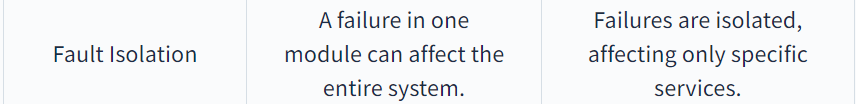 Fault Isolation
A failure in one
module can affect the
entire system.
Failures are isolated,
affecting only specific
services.